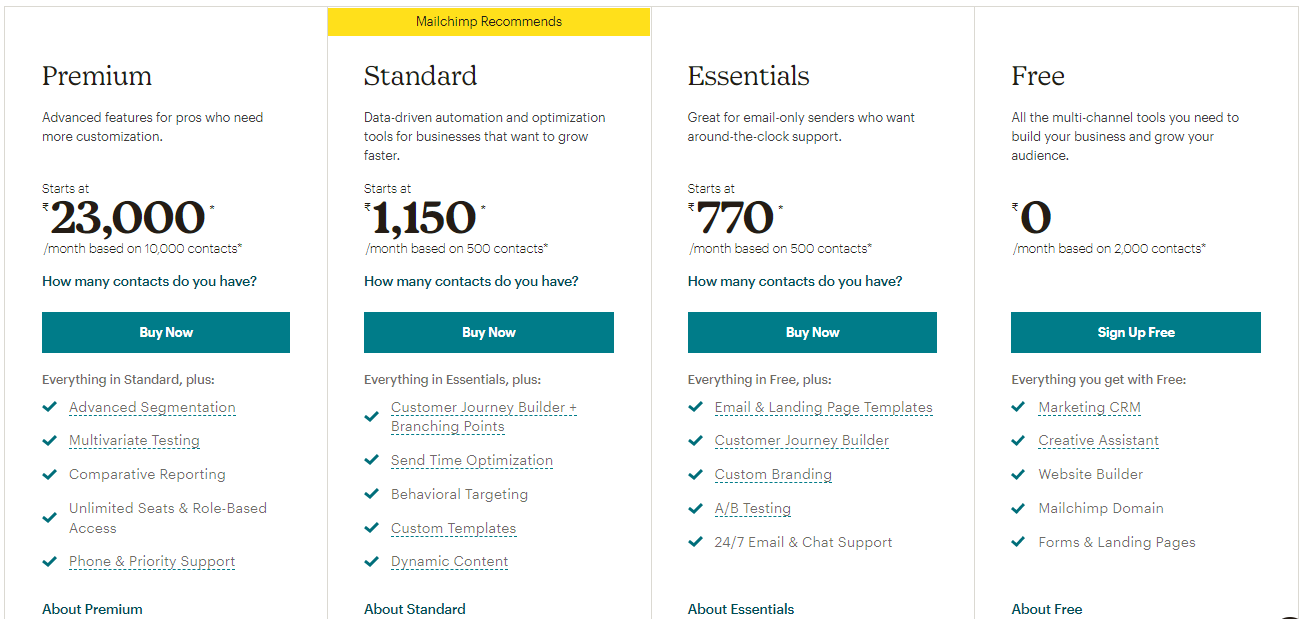 Mailchimp Recommends
Premium
Advanced features for pros who need
more customization.
Starts at
₹23,000*
/month based on 10,000 contacts*
How many contacts do you have?
Buy Now
Everything in Standard, plus:
Advanced Segmentation
Multivariate Testing
Comparative Reporting
Unlimited Seats & Role-Based
Access
Phone & Priority Support
About Premium
Standard
Data-driven automation and optimization
tools for businesses that want to grow
faster.
Starts at
₹1,150*
/month based on 500 contacts*
How many contacts do you have?
Buy Now
Everything in Essentials, plus:
Customer Journey Builder +
Branching Points
Send Time Optimization
Behavioral Targeting
Custom Templates
Dynamic Content
About Standard
Essentials
Great for email-only senders who want
around-the-clock support.
Starts at
₹770*
/month based on 500 contacts*
How many contacts do you have?
Buy Now
Everything in Free, plus:
Email & Landing Page Templates
Customer Journey Builder
Custom Branding
A/B Testing
24/7 Email & Chat Support
About Essentials
Free
All the multi-channel tools you need to
build your business and grow your
audience.
₹0
/month based on 2,000 contacts*
Sign Up Free
Everything you get with Free:
Marketing CRM
Creative Assistant
Website Builder
Mailchimp Domain
Forms & Landing Pages
About Free